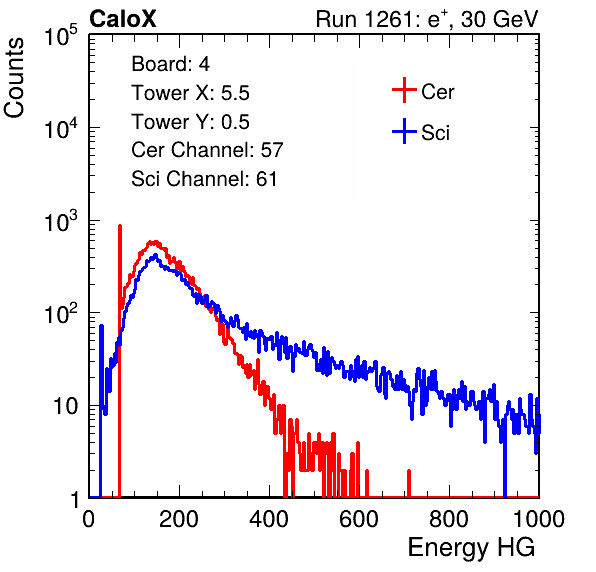 CaloX Run 1261: e⁺, 30 GeV
Board: 4
Tower X: 5.5
Tower Y: 0.5
Cer Channel: 57
Sci Channel: 61
Cer
Sci
Counts
10⁵
10⁴
10³
10²
10
1
0 200 400 600 800 1000
Energy HG